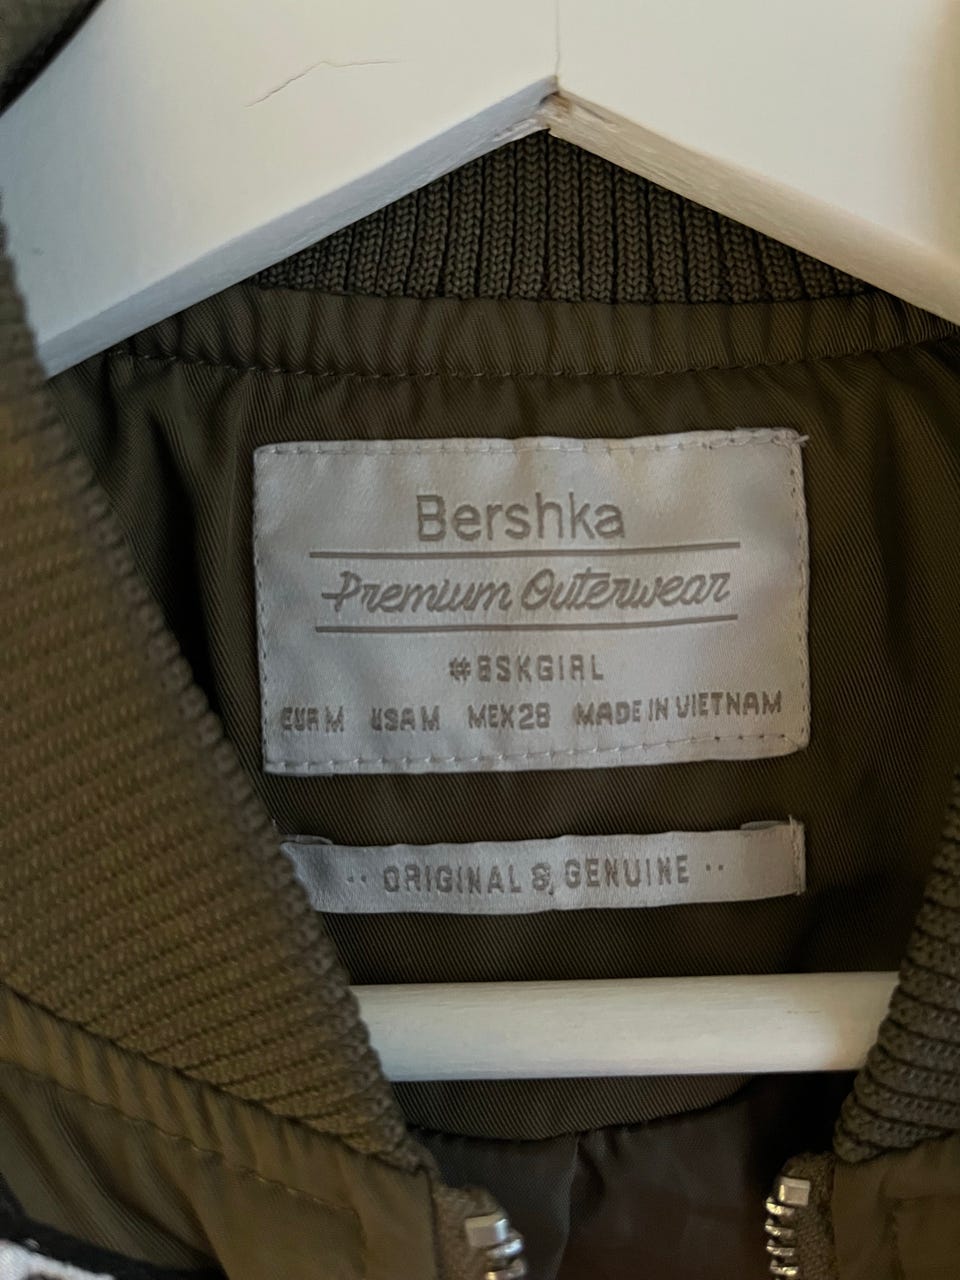 Bershka
Premium Outerwear
#BSKGIRL
EUR M USA M MEX 28 MADE IN VIETNAM
·· ORIGINAL & GENUINE ··